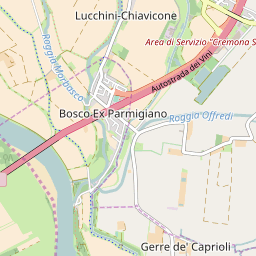 Lucchini-Chiavicone
Area di Servizio "Cremona S
Autostrada dei Vini
Roggia Morbasco
Bosco Ex Parmigiano
Roggia Offredi
Gerre de' Caprioli